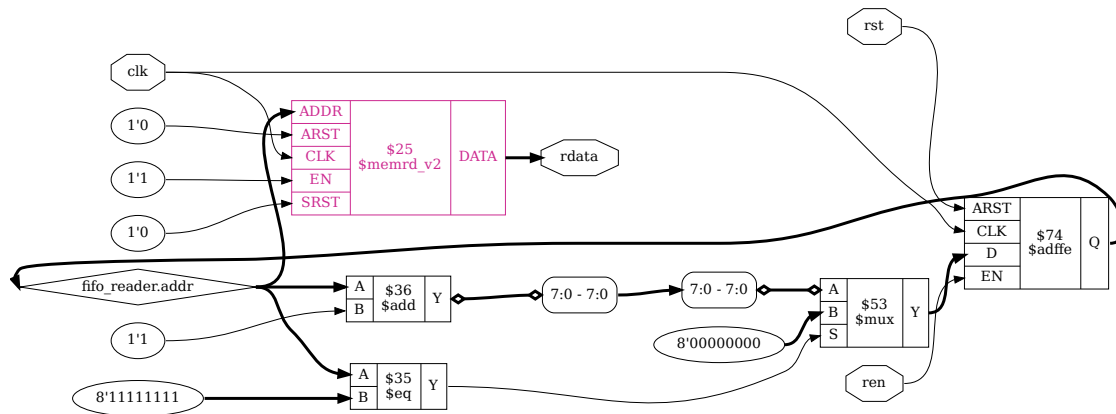 rst
clk
1'0
1'1
1'0
ADDR
ARST
CLK
EN
SRST
$25
$memrd_v2
DATA
rdata
ARST
CLK
D
EN
$74
$adffe
Q
fifo_reader.addr
1'1
A
B
$36
$add
Y
7:0 - 7:0
7:0 - 7:0
8'00000000
A
B
S
$53
$mux
Y
8'11111111
A
B
$35
$eq
Y
ren